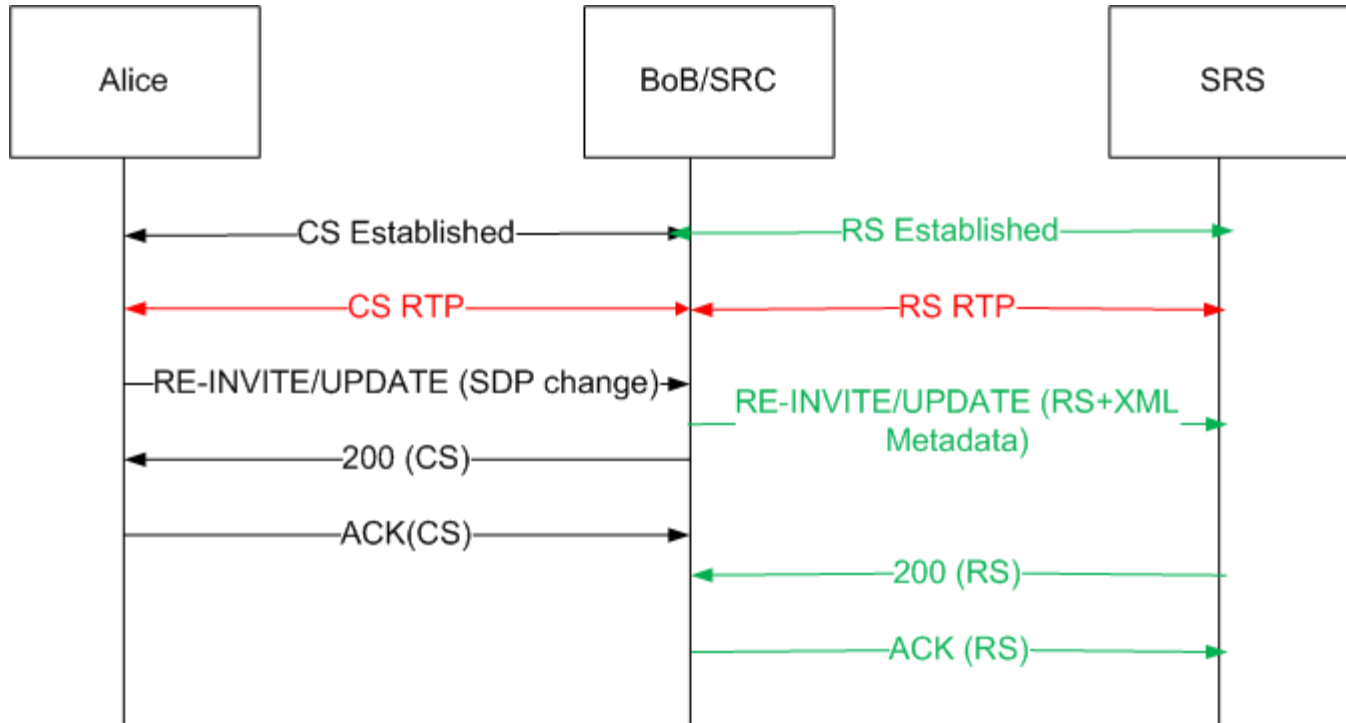 Alice
BoB/SRC
SRS
CS Established
RS Established
CS RTP
RS RTP
RE-INVITE/UPDATE (SDP change)
RE-INVITE/UPDATE (RS+XML
Metadata)
200 (CS)
ACK(CS)
200 (RS)
ACK (RS)